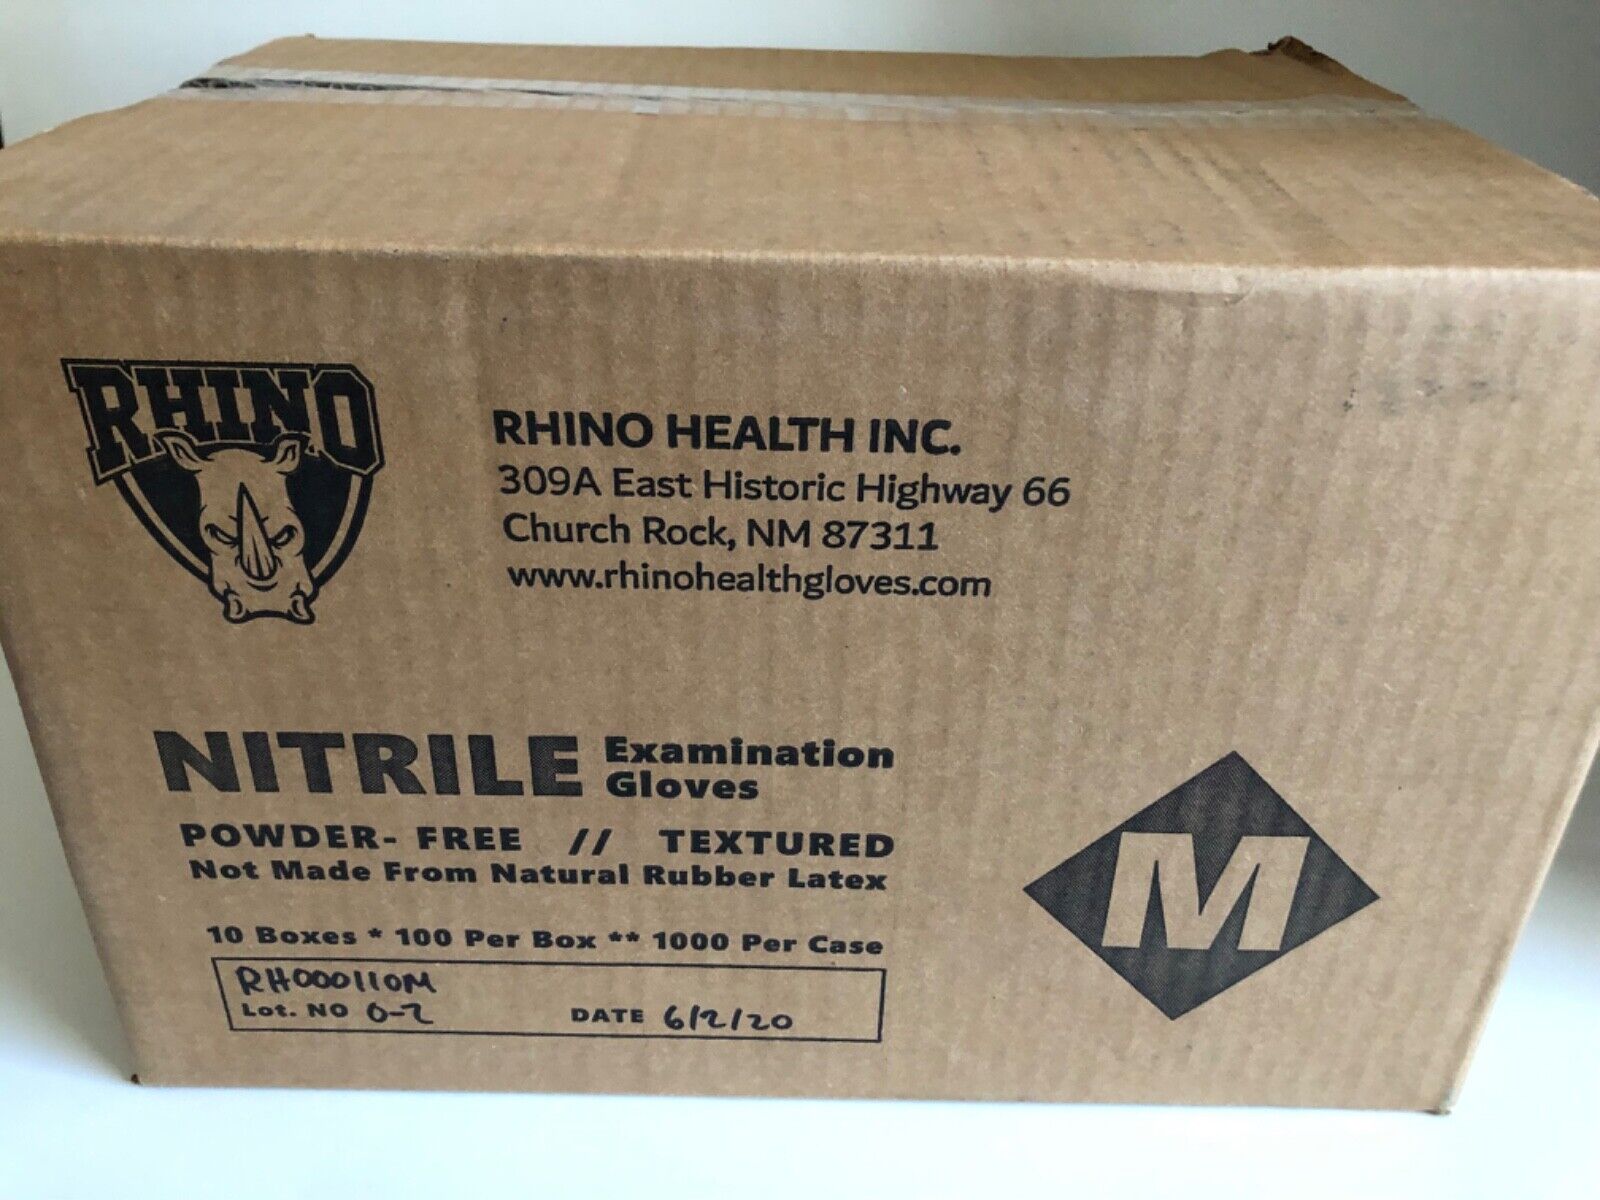 RHINO
RHINO HEALTH INC.
309A East Historic Highway 66
Church Rock, NM 87311
www.rhinohealthgloves.com
NITRILE Examination Gloves
POWDER- FREE // TEXTURED
Not Made From Natural Rubber Latex
10 Boxes * 100 Per Box ** 1000 Per Case
RH000110M
Lot. NO 0-2 DATE 6/2/20
M